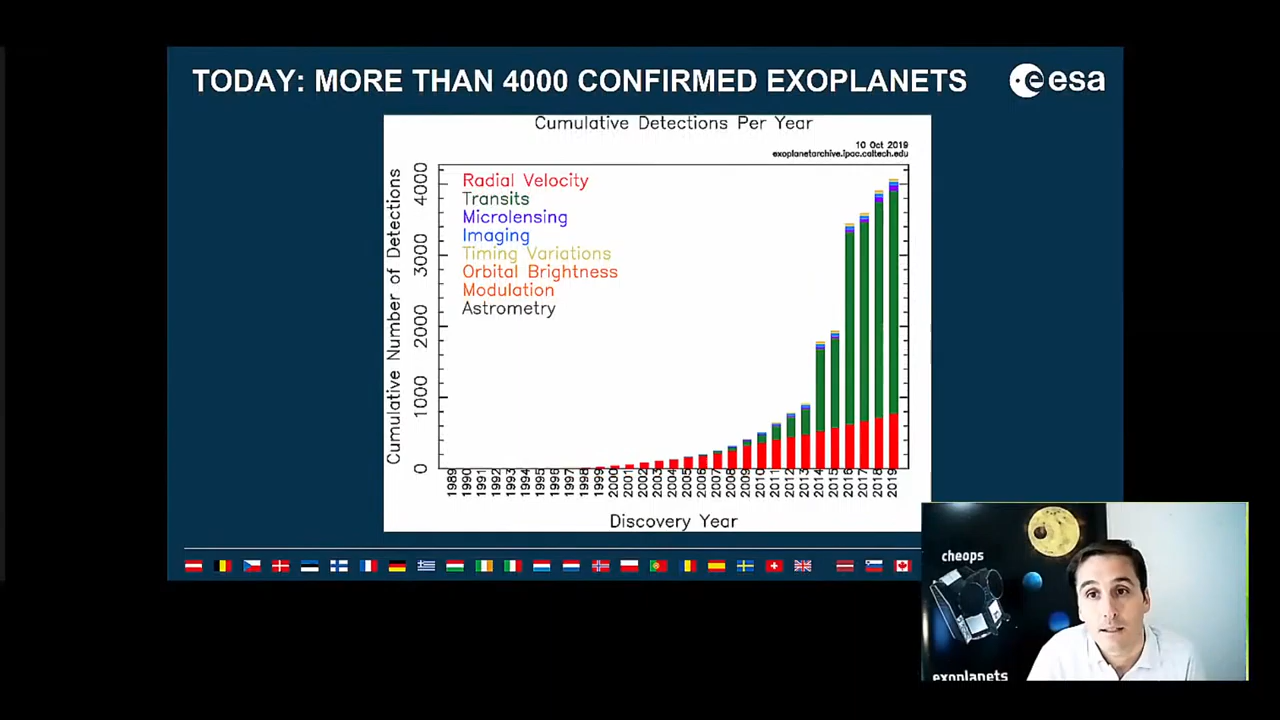 TODAY: MORE THAN 4000 CONFIRMED EXOPLANETS
esa
Cumulative Detections Per Year
10 Oct 2019
exoplanetarchive.ipac.caltech.edu
Cumulative Number of Detections
4000
3000
2000
1000
0
Radial Velocity
Transits
Microlensing
Imaging
Timing Variations
Orbital Brightness
Modulation
Astrometry
1989 1990 1991 1992 1993 1994 1995 1996 1997 1998 1999 2000 2001 2002 2003 2004 2005 2006 2007 2008 2009 2010 2011 2012 2013 2014 2015 2016 2017 2018 2019
Discovery Year
cheops
exoplanets